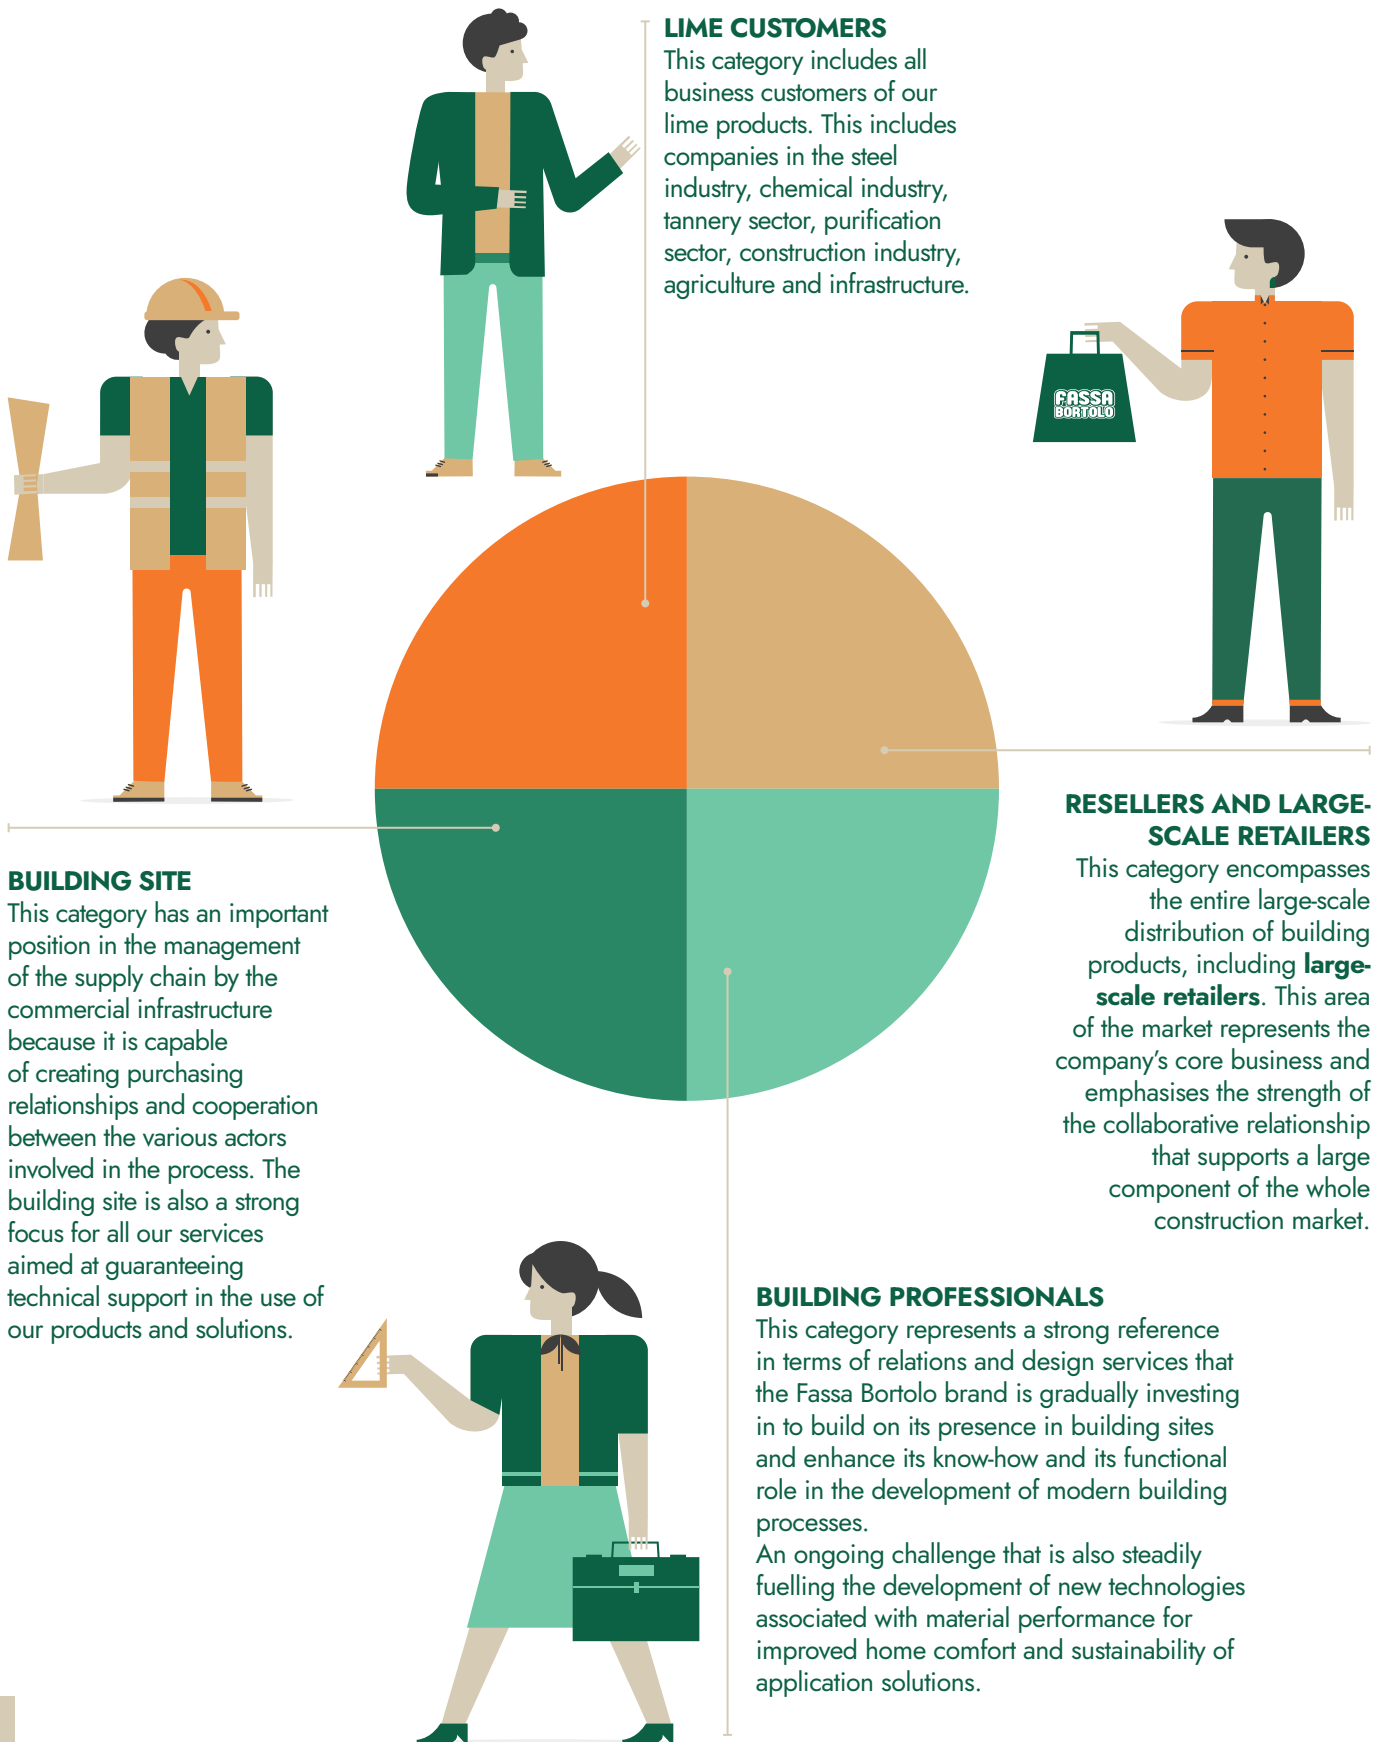 LIME CUSTOMERS
This category includes all
business customers of our
lime products. This includes
companies in the steel
industry, chemical industry,
tannery sector, purification
sector, construction industry,
agriculture and infrastructure.
FASSA
BORTOLO
RESELLERS AND LARGE-
SCALE RETAILERS
This category encompasses
the entire large-scale
distribution of building
products, including large-
scale retailers. This area
of the market represents the
company’s core business and
emphasises the strength of
the collaborative relationship
that supports a large
component of the whole
construction market.
BUILDING SITE
This category has an important
position in the management
of the supply chain by the
commercial infrastructure
because it is capable
of creating purchasing
relationships and cooperation
between the various actors
involved in the process. The
building site is also a strong
focus for all our services
aimed at guaranteeing
technical support in the use of
our products and solutions.
BUILDING PROFESSIONALS
This category represents a strong reference
in terms of relations and design services that
the Fassa Bortolo brand is gradually investing
in to build on its presence in building sites
and enhance its know-how and its functional
role in the development of modern building
processes.
An ongoing challenge that is also steadily
fuelling the development of new technologies
associated with material performance for
improved home comfort and sustainability of
application solutions.